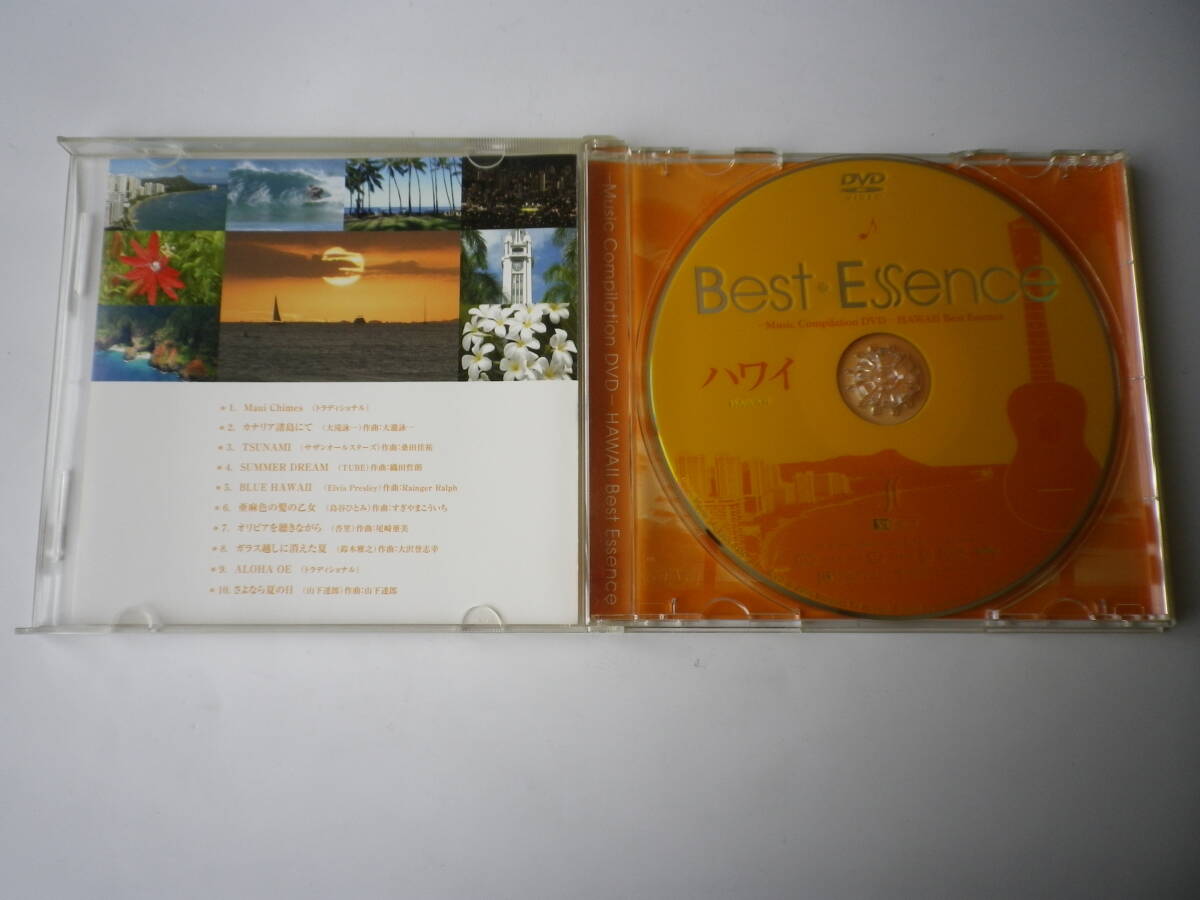 *1. Maui Chimes (トラディショナル)
*2. カナリア諸島にて (大滝詠一)作曲:大瀧詠一
*3. TSUNAMI (サザンオールスターズ)作曲:桑田佳祐
*4. SUMMER DREAM (TUBE)作曲:織田哲郎
*5. BLUE HAWAII (Elvis Presley)作曲:Rainger Ralph
*6. 亜麻色の髪の乙女 (島谷ひとみ)作曲:すぎやまこういち
*7. オリビアを聴きながら (杏里)作曲:尾崎亜美
*8. ガラス越しに消えた夏 (鈴木雅之)作曲:大沢誉志幸
*9. ALOHA OE (トラディショナル)
*10. さよなら夏の日 (山下達郎)作曲:山下達郎
-Music Compilation DVD- HAWAII Best Essence
DVD
VIDEO
Best・Essence
-Music Compilation DVD- HAWAII Best Essence
ハワイ
HAWAII